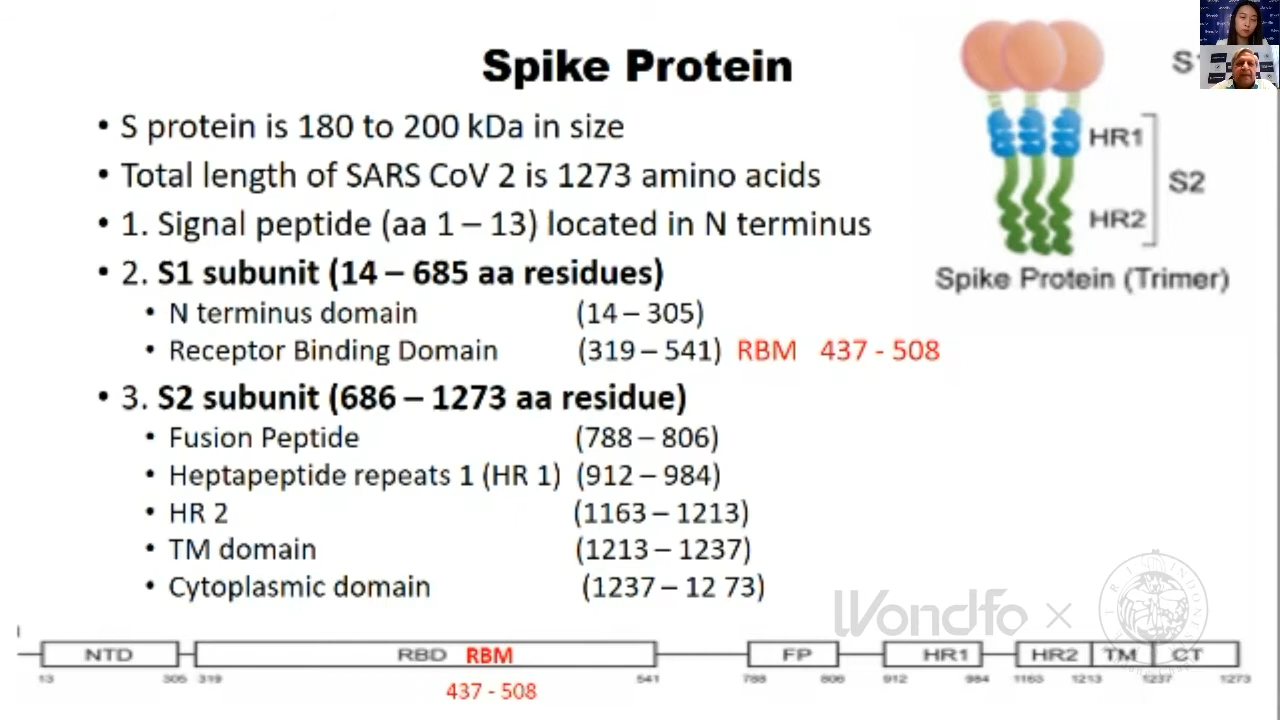 Spike Protein
• S protein is 180 to 200 kDa in size
• Total length of SARS CoV 2 is 1273 amino acids
• 1. Signal peptide (aa 1 – 13) located in N terminus
• 2. S1 subunit (14 – 685 aa residues)
• N terminus domain (14 – 305)
• Receptor Binding Domain (319 – 541) RBM 437 - 508
• 3. S2 subunit (686 – 1273 aa residue)
• Fusion Peptide (788 – 806)
• Heptapeptide repeats 1 (HR 1) (912 – 984)
• HR 2 (1163 – 1213)
• TM domain (1213 – 1237)
• Cytoplasmic domain (1237 – 12 73)
S1
HR1
S2
HR2
Spike Protein (Trimer)
Wondfo ×
NTD RBD RBM FP HR1 HR2 TM CT
13 305 319 541 788 806 912 984 1163 1213 1237 1273
437 - 508